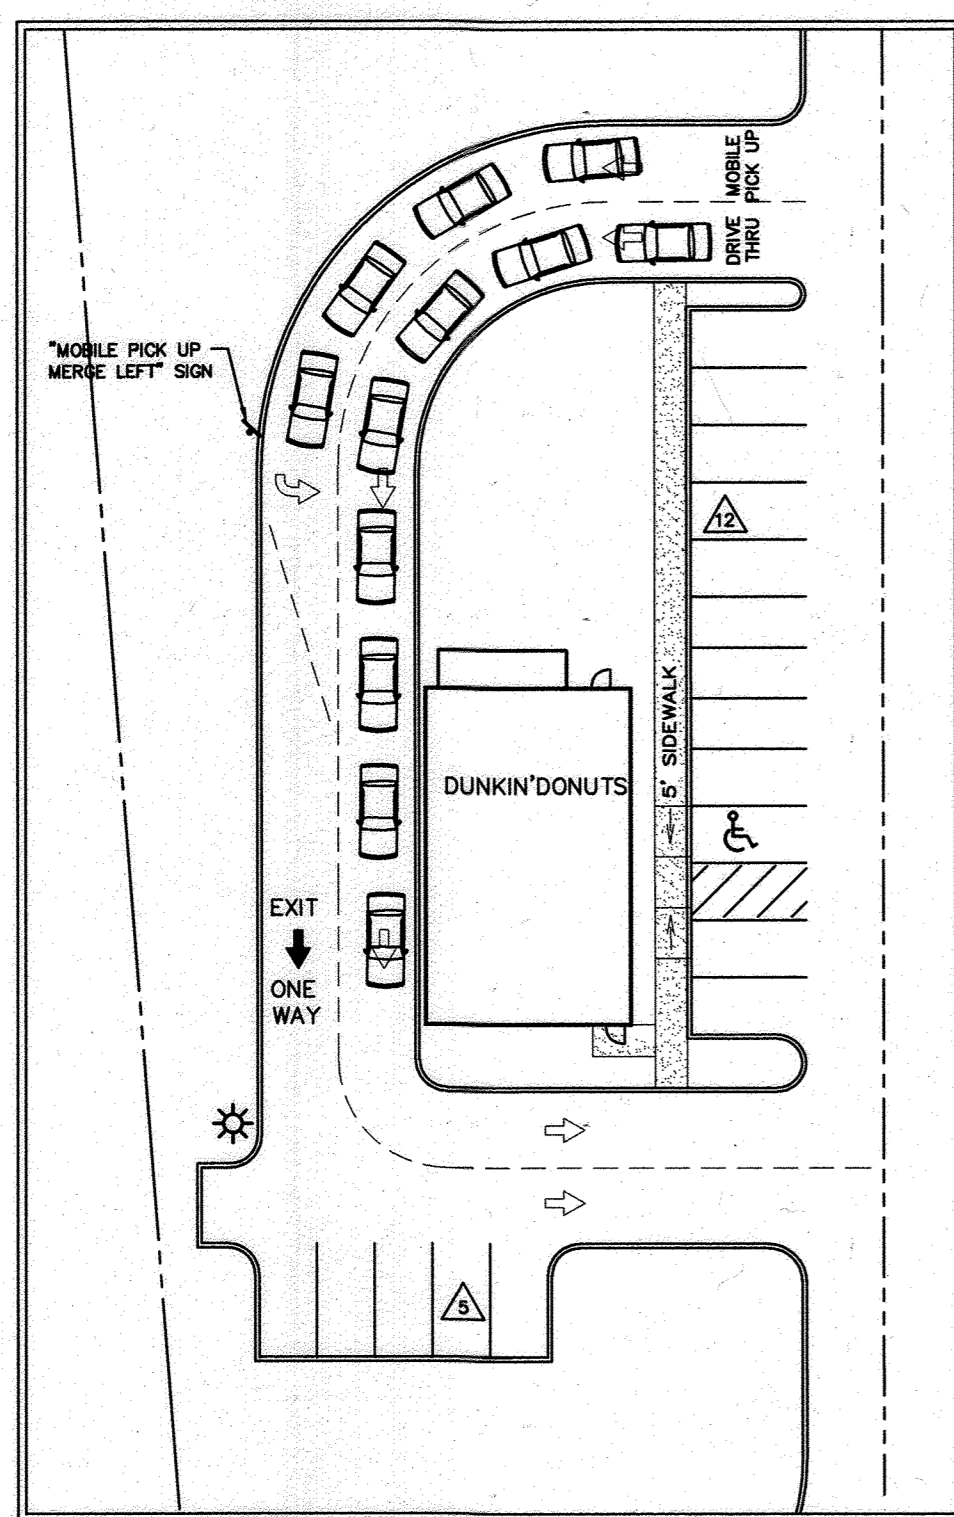 MOBILE
PICK UP
DRIVE
THRU
"MOBILE PICK UP
MERGE LEFT" SIGN
12
5' SIDEWALK
DUNKIN'DONUTS
EXIT
ONE
WAY
5